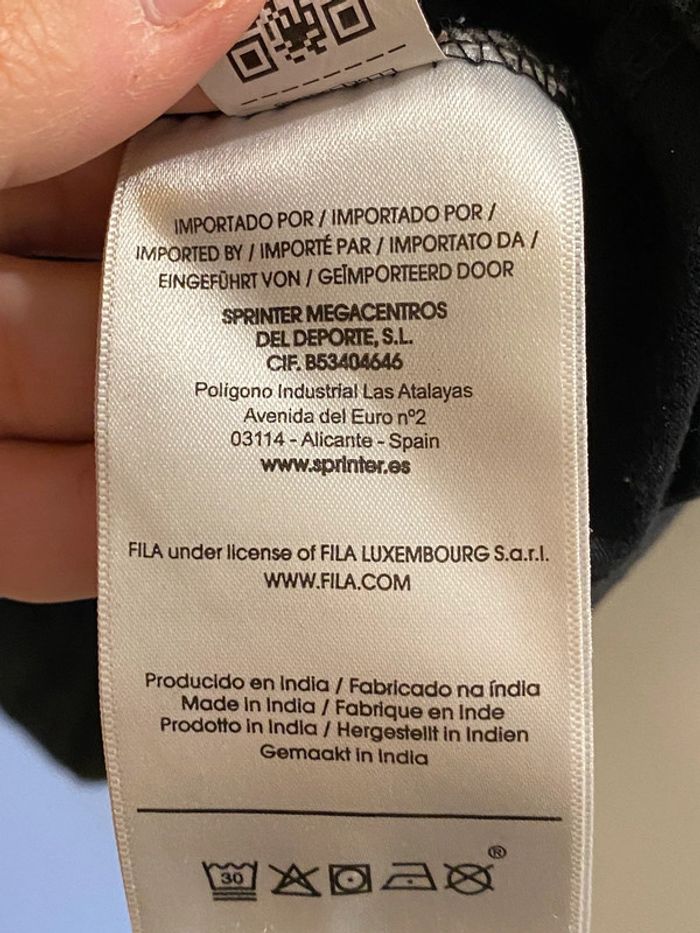 IMPORTADO POR / IMPORTADO POR /
IMPORTED BY / IMPORTÉ PAR / IMPORTATO DA /
EINGEFÜHRT VON / GEÏMPORTEERD DOOR
SPRINTER MEGACENTROS
DEL DEPORTE, S.L.
CIF. B53404646
Polígono Industrial Las Atalayas
Avenida del Euro nº2
03114 - Alicante - Spain
www.sprinter.es
FILA under license of FILA LUXEMBOURG S.a.r.l.
WWW.FILA.COM
Producido en India / Fabricado na índia
Made in India / Fabrique en Inde
Prodotto in India / Hergestellt in Indien
Gemaakt in India
30 ®